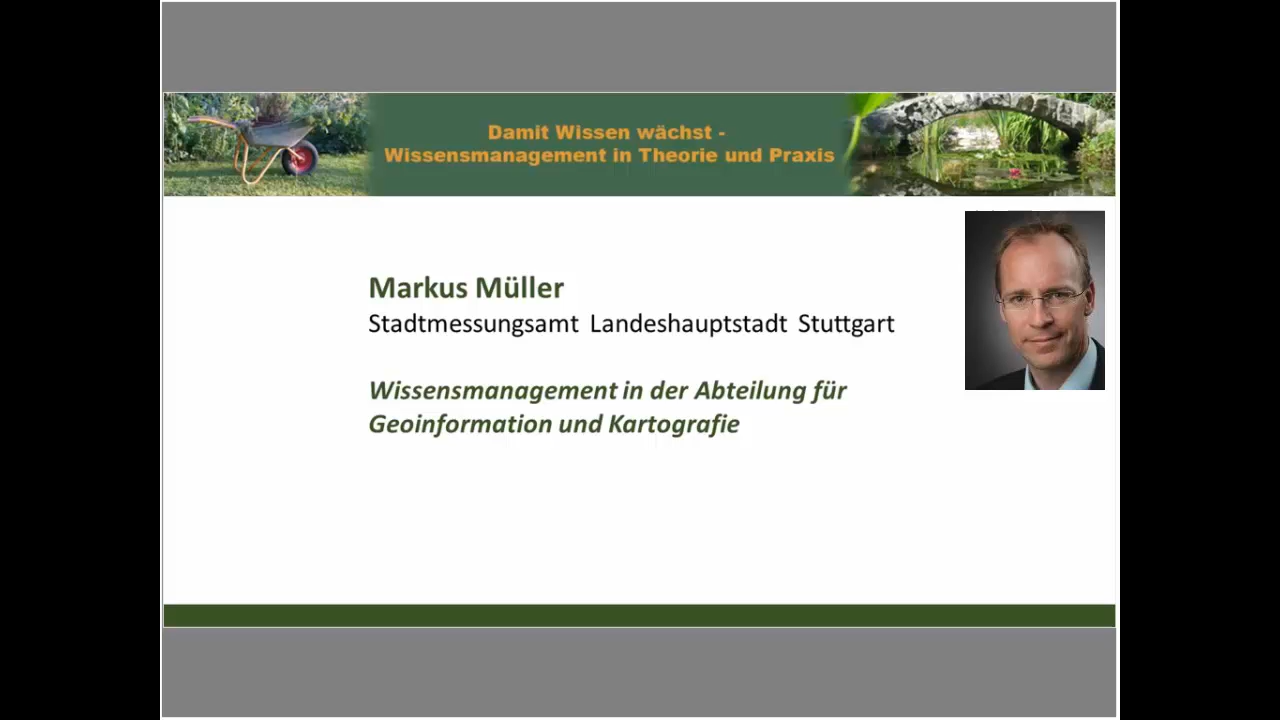 Damit Wissen wächst -
Wissensmanagement in Theorie und Praxis
Markus Müller
Stadtmessungsamt Landeshauptstadt Stuttgart
Wissensmanagement in der Abteilung für
Geoinformation und Kartografie